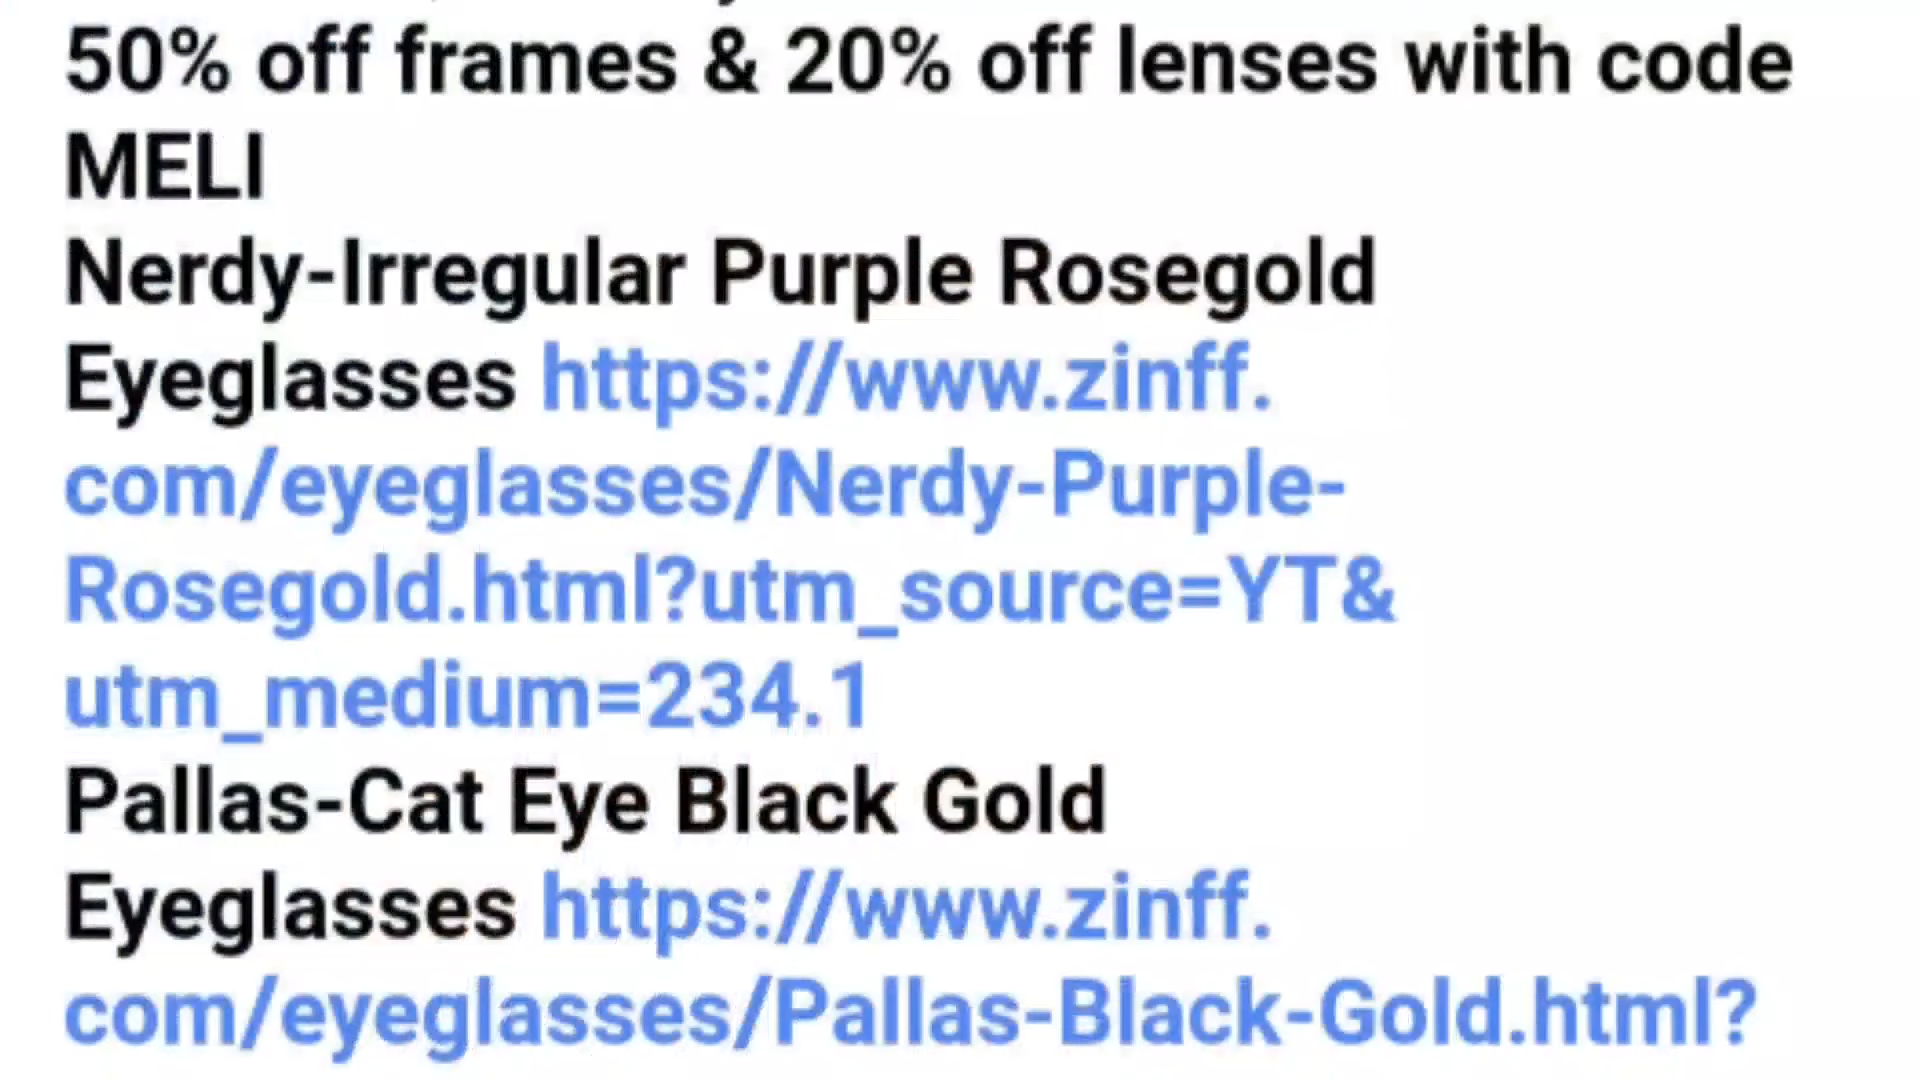 50% off frames & 20% off lenses with code
MELI
Nerdy-Irregular Purple Rosegold
Eyeglasses https://www.zinff.
com/eyeglasses/Nerdy-Purple-
Rosegold.html?utm_source=YT&
utm_medium=234.1
Pallas-Cat Eye Black Gold
Eyeglasses https://www.zinff.
com/eyeglasses/Pallas-Black-Gold.html?